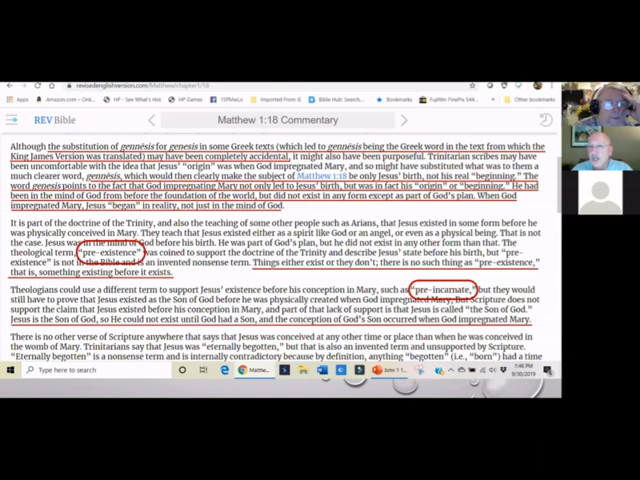 revisedenglishversion.com/Matthew/chapter1/18
Apps Amazon.com – Onlin... HP - See What's Hot HP Games 15PMeLo Imported From IE Bible Hub: Search... Bookmarks Fujifilm FinePix S44... Other bookmarks
REV Bible Matthew 1:18 Commentary
Although the substitution of gennēsis for genesis in some Greek texts (which led to gennēsis being the Greek word in the text from which the
King James Version was translated) may have been completely accidental, it might also have been purposeful. Trinitarian scribes may have
been uncomfortable with the idea that Jesus' "origin" was when God impregnated Mary, and so might have substituted what was to them a
much clearer word, gennēsis, which would then clearly make the subject of Matthew 1:18 be only Jesus' birth, not his real "beginning." The
word genesis points to the fact that God impregnating Mary not only led to Jesus' birth, but was in fact his "origin" or "beginning." He had
been in the mind of God from before the foundation of the world, but did not exist in any form except as part of God's plan. When God
impregnated Mary, Jesus "began" in reality, not just in the mind of God.
It is part of the doctrine of the Trinity, and also the teaching of some other people such as Arians, that Jesus existed in some form before he
was physically conceived in Mary. They teach that Jesus existed either as a spirit like God or an angel, or even as a physical being. That is not
the case. Jesus was in the mind of God before his birth. He was part of God's plan, but he did not exist in any other form than that. The
theological term, "pre-existence" was coined to support the doctrine of the Trinity and describe Jesus' state before his birth, but "pre-
existence" is not in the Bible and is an invented nonsense term. Things either exist or they don't; there is no such thing as "pre-existence,"
that is, something existing before it exists.
Theologians could use a different term to support Jesus' existence before his conception in Mary, such as "pre-incarnate," but they would
still have to prove that Jesus existed as the Son of God before he was physically created when God impregnated Mary. But Scripture does not
support the claim that Jesus existed before his conception in Mary, and part of that lack of support is that Jesus is called "the Son of God."
Jesus is the Son of God, so He could not exist until God had a Son, and the conception of God's Son occurred when God impregnated Mary.
There is no other verse of Scripture anywhere that says that Jesus was conceived at any other time or place than when he was conceived in
the womb of Mary. Trinitarians say that Jesus was "eternally begotten," but that is also an invented term and unsupported by Scripture.
"Eternally begotten" is a nonsense term and is internally contradictory because by definition, anything "begotten" (i.e., "born") had a time
Type here to search Matthe... John 1 1... 1:46 PM
9/30/2019